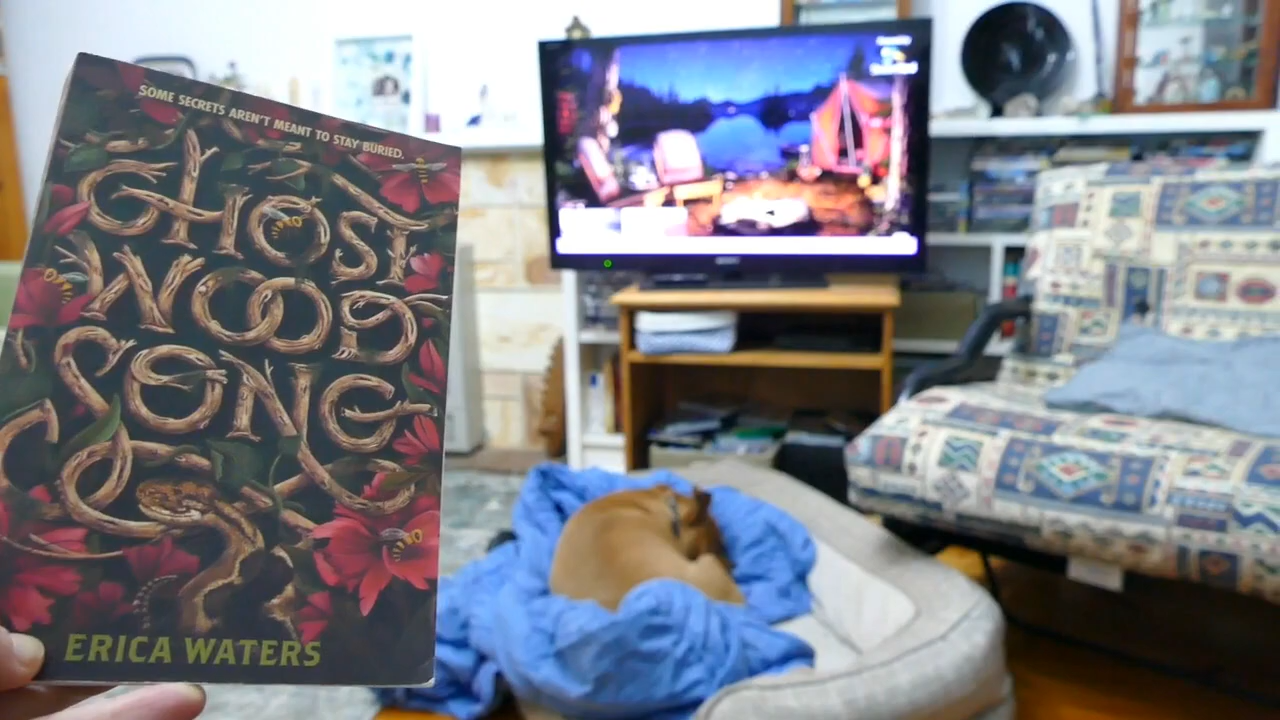 SOME SECRETS AREN'T MEANT TO STAY BURIED.
GHOST
WOOD
SONG
ERICA WATERS